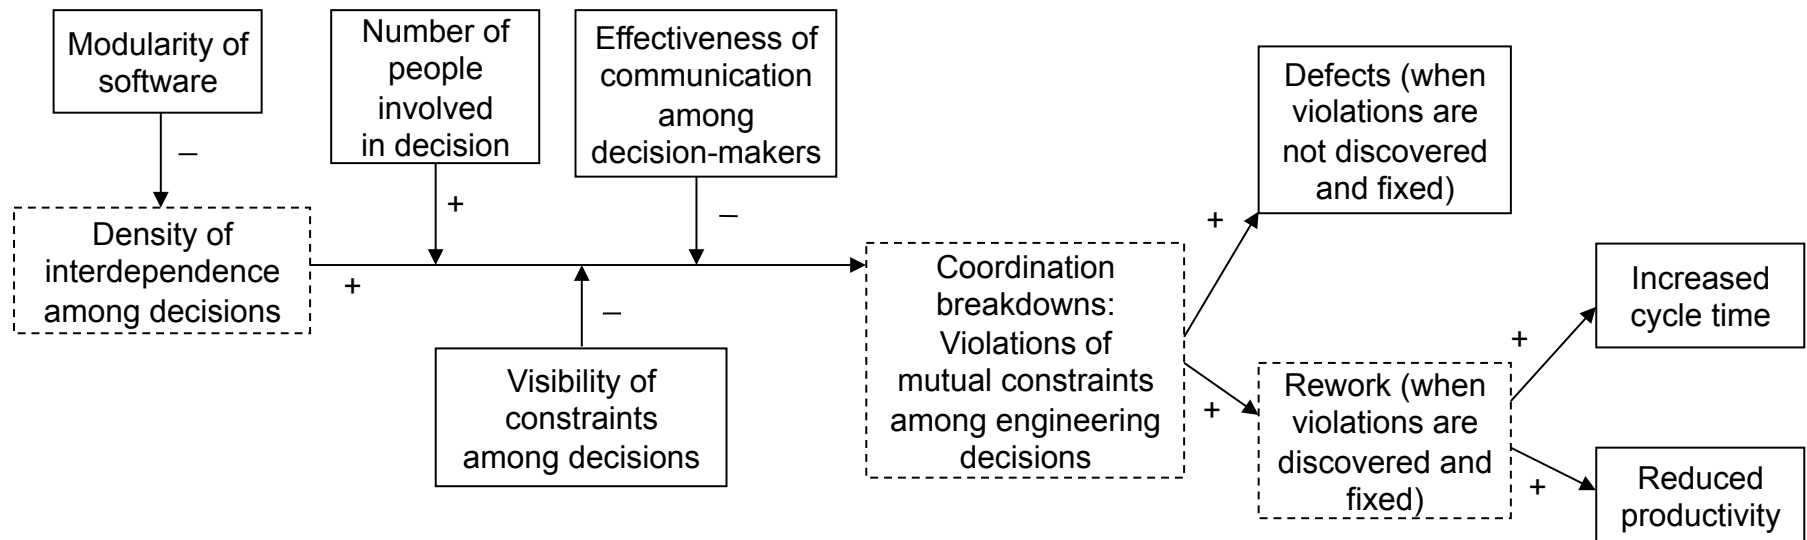 Modularity of
software
Number of
people
involved
in decision
Effectiveness of
communication
among
decision-makers
–
+
–
Density of
interdependence
among decisions
+
–
Visibility of
constraints
among decisions
Coordination
breakdowns:
Violations of
mutual constraints
among engineering
decisions
+
+
Defects (when
violations are
not discovered
and fixed)
Rework (when
violations are
discovered and
fixed)
+
+
Increased
cycle time
Reduced
productivity